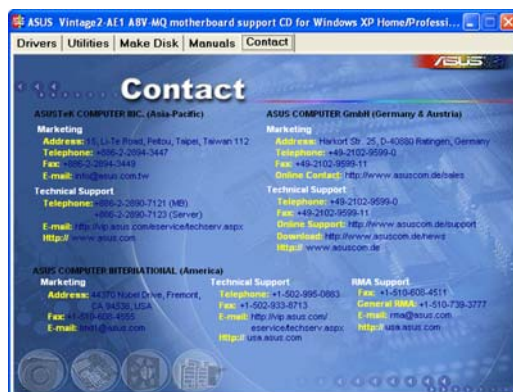 ASUS Vintage2-AE1 A8V-MQ motherboard support CD for Windows XP Home/Professi...
Drivers Utilities Make Disk Manuals Contact
ASUS
Contact
ASUSTeK COMPUTER INC. (Asia-Pacific)
Marketing
Address: 15, Li-Te Road, Peitou, Taipei, Taiwan 112
Telephone: +886-2-2894-3447
Fax: +886-2-2894-3449
E-mail: info@asus.com.tw
Technical Support
Telephone: +886-2-2890-7121 (MB)
+886-2-2890-7123 (Server)
E-mail: http://vip.asus.com/eservice/techserv.aspx
Http:// www.asus.com
ASUS COMPUTER GmbH (Germany & Austria)
Marketing
Address: Harkort Str. 25, D-40880 Ratingen, Germany
Telephone: +49-2102-9599-0
Fax: +49-2102-9599-11
Online Contact: http://www.asuscom.de/sales
Technical Support
Telephone: +49-2102-9599-0
Fax: +49-2102-9599-11
Online Support: http://www.asuscom.de/support
Download: http://www.asuscom.de/news
Http:// www.asuscom.de
ASUS COMPUTER INTERNATIONAL (America)
Marketing
Address: 44370 Nobel Drive, Fremont,
CA 94538, USA
Fax: +1-510-608-4555
E-mail: tmd1@asus.com
Technical Support
Telephone: +1-502-995-0883
Fax: +1-502-933-8713
E-mail: http://vip.asus.com/
eservice/techserv.aspx
Http:// usa.asus.com
RMA Support
Fax: +1-510-608-4511
General RMA: +1-510-739-3777
E-mail: rma@asus.com
http:// usa.asus.com